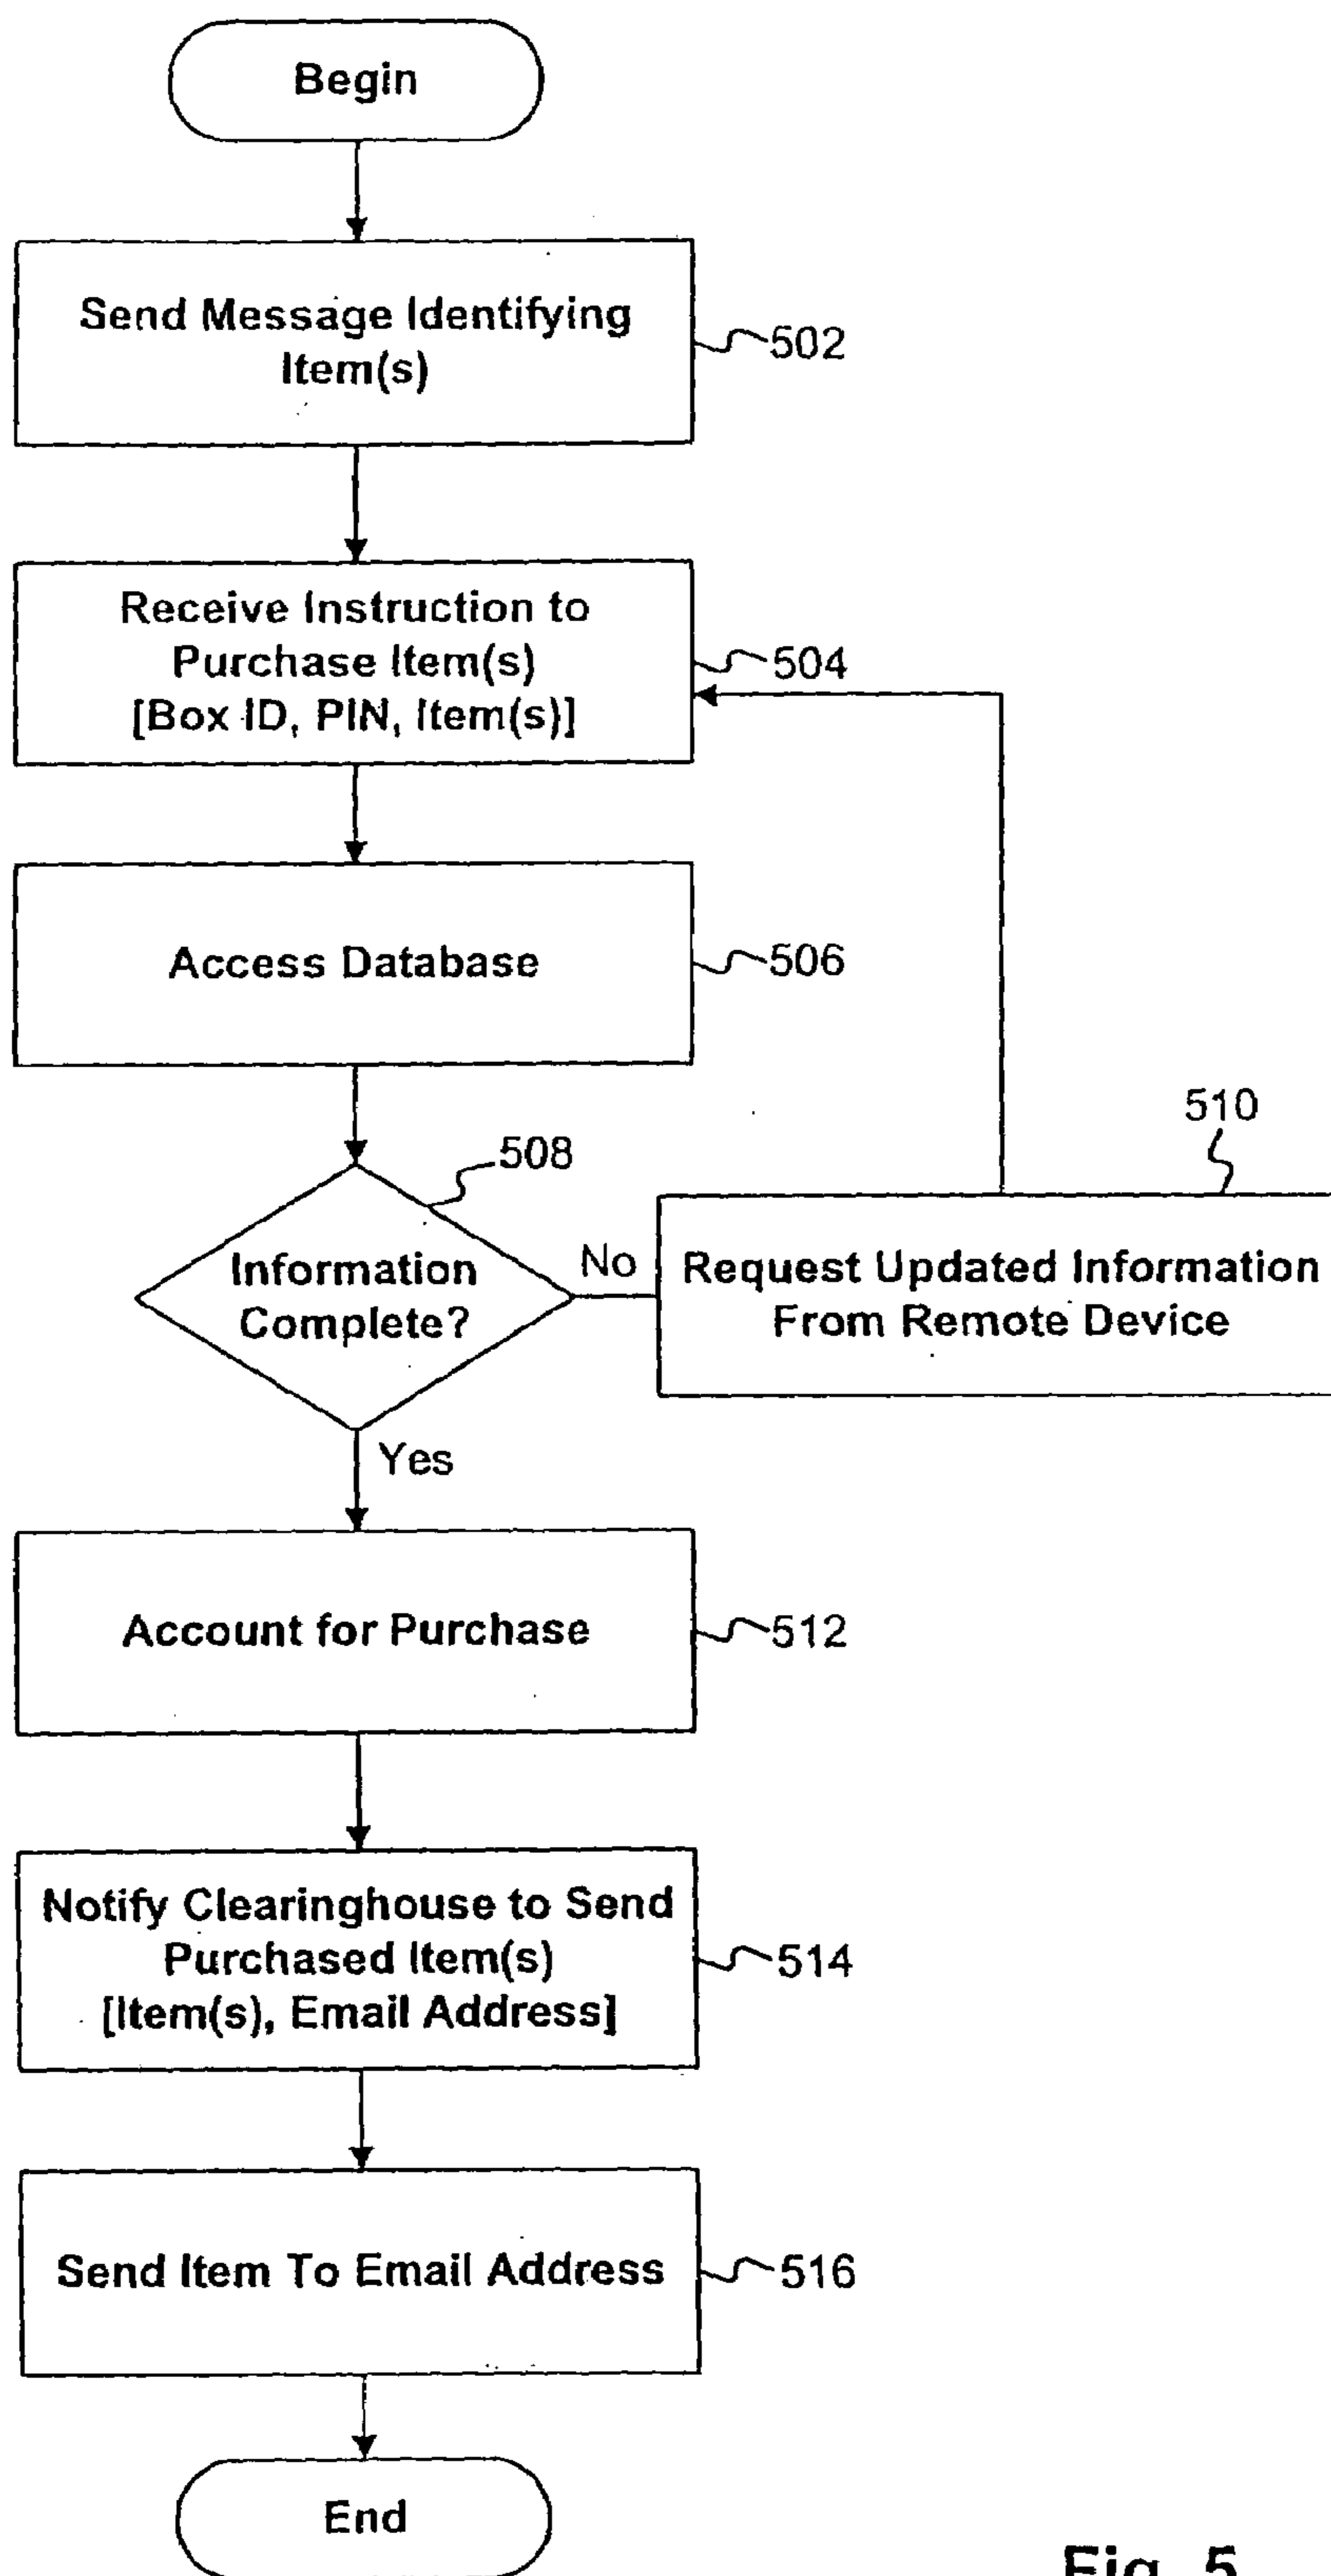 Begin
Send Message Identifying
Item(s)
502
Receive Instruction to
Purchase Item(s)
[Box ID, PIN, Item(s)]
504
Access Database
506
508
Information
Complete?
No
510
Request Updated Information
From Remote Device
Yes
Account for Purchase
512
Notify Clearinghouse to Send
Purchased Item(s)
[Item(s), Email Address]
514
Send Item To Email Address
516
End
Fig. 5